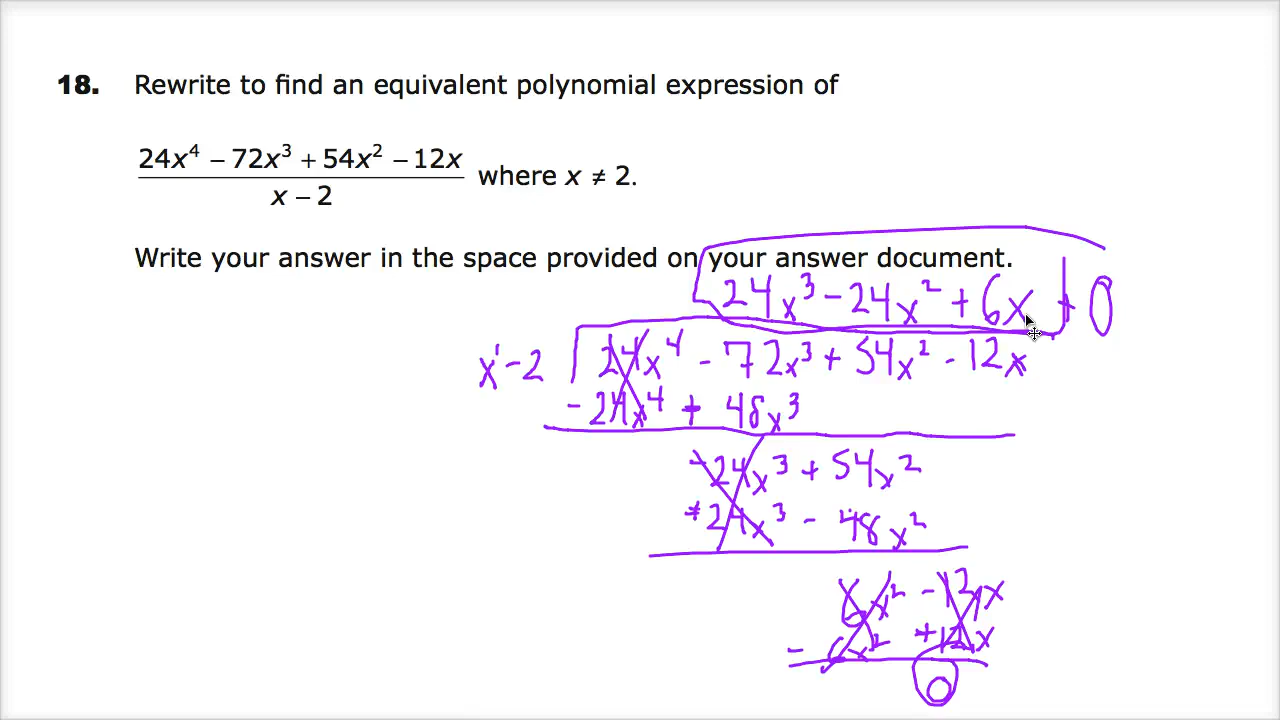 18. Rewrite to find an equivalent polynomial expression of
24x⁴ − 72x³ + 54x² − 12x
x − 2
where x ≠ 2.
Write your answer in the space provided on your answer document.
24x³ − 24x² + 6x + 0
x¹ − 2
24x⁴ − 72x³ + 54x² − 12x
− 24x⁴ + 48x³
− 24x³ + 54x²
+ 24x³ − 48x²
6x² − 12x
− 6x² + 12x
0